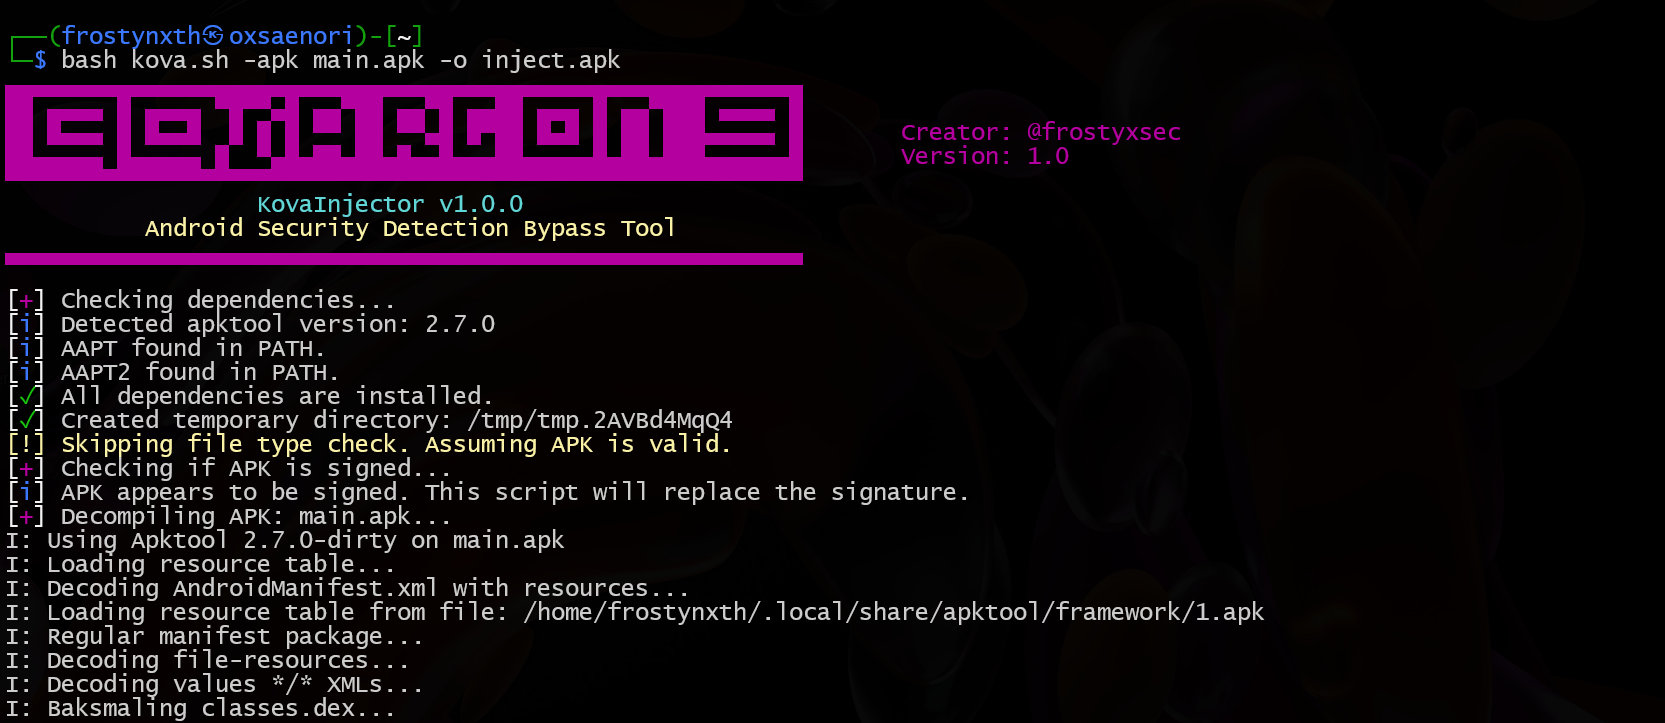 (frostynxth㉿oxsaenori)-[~]
$ bash kova.sh -apk main.apk -o inject.apk
Creator: @frostyxsec
Version: 1.0
KovaInjector v1.0.0
Android Security Detection Bypass Tool
[+] Checking dependencies...
[i] Detected apktool version: 2.7.0
[i] AAPT found in PATH.
[i] AAPT2 found in PATH.
[✓] All dependencies are installed.
[✓] Created temporary directory: /tmp/tmp.2AVBd4MqQ4
[!] Skipping file type check. Assuming APK is valid.
[+] Checking if APK is signed...
[i] APK appears to be signed. This script will replace the signature.
[+] Decompiling APK: main.apk...
I: Using Apktool 2.7.0-dirty on main.apk
I: Loading resource table...
I: Decoding AndroidManifest.xml with resources...
I: Loading resource table from file: /home/frostynxth/.local/share/apktool/framework/1.apk
I: Regular manifest package...
I: Decoding file-resources...
I: Decoding values */* XMLs...
I: Baksmaling classes.dex...